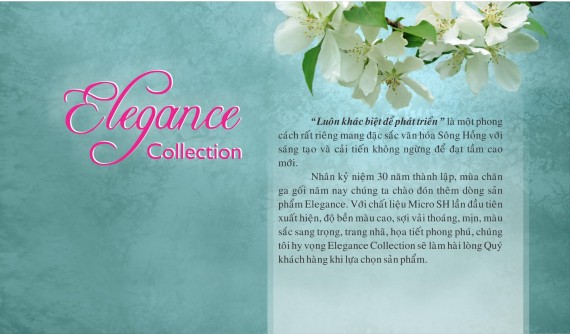 Elegance
Collection
“Luôn khác biệt để phát triển” là một phong
cách rất riêng mang đặc sắc văn hóa Sông Hồng với
sáng tạo và cải tiến không ngừng để đạt tầm cao
mới.
Nhân kỷ niệm 30 năm thành lập, mùa chăn
ga gối năm nay chúng ta chào đón thêm dòng sản
phẩm Elegance. Với chất liệu Micro SH lần đầu tiên
xuất hiện, độ bền màu cao, sợi vải thoáng, mịn, màu
sắc sang trọng, trang nhã, họa tiết phong phú, chúng
tôi hy vọng Elegance Collection sẽ làm hài lòng Quý
khách hàng khi lựa chọn sản phẩm.